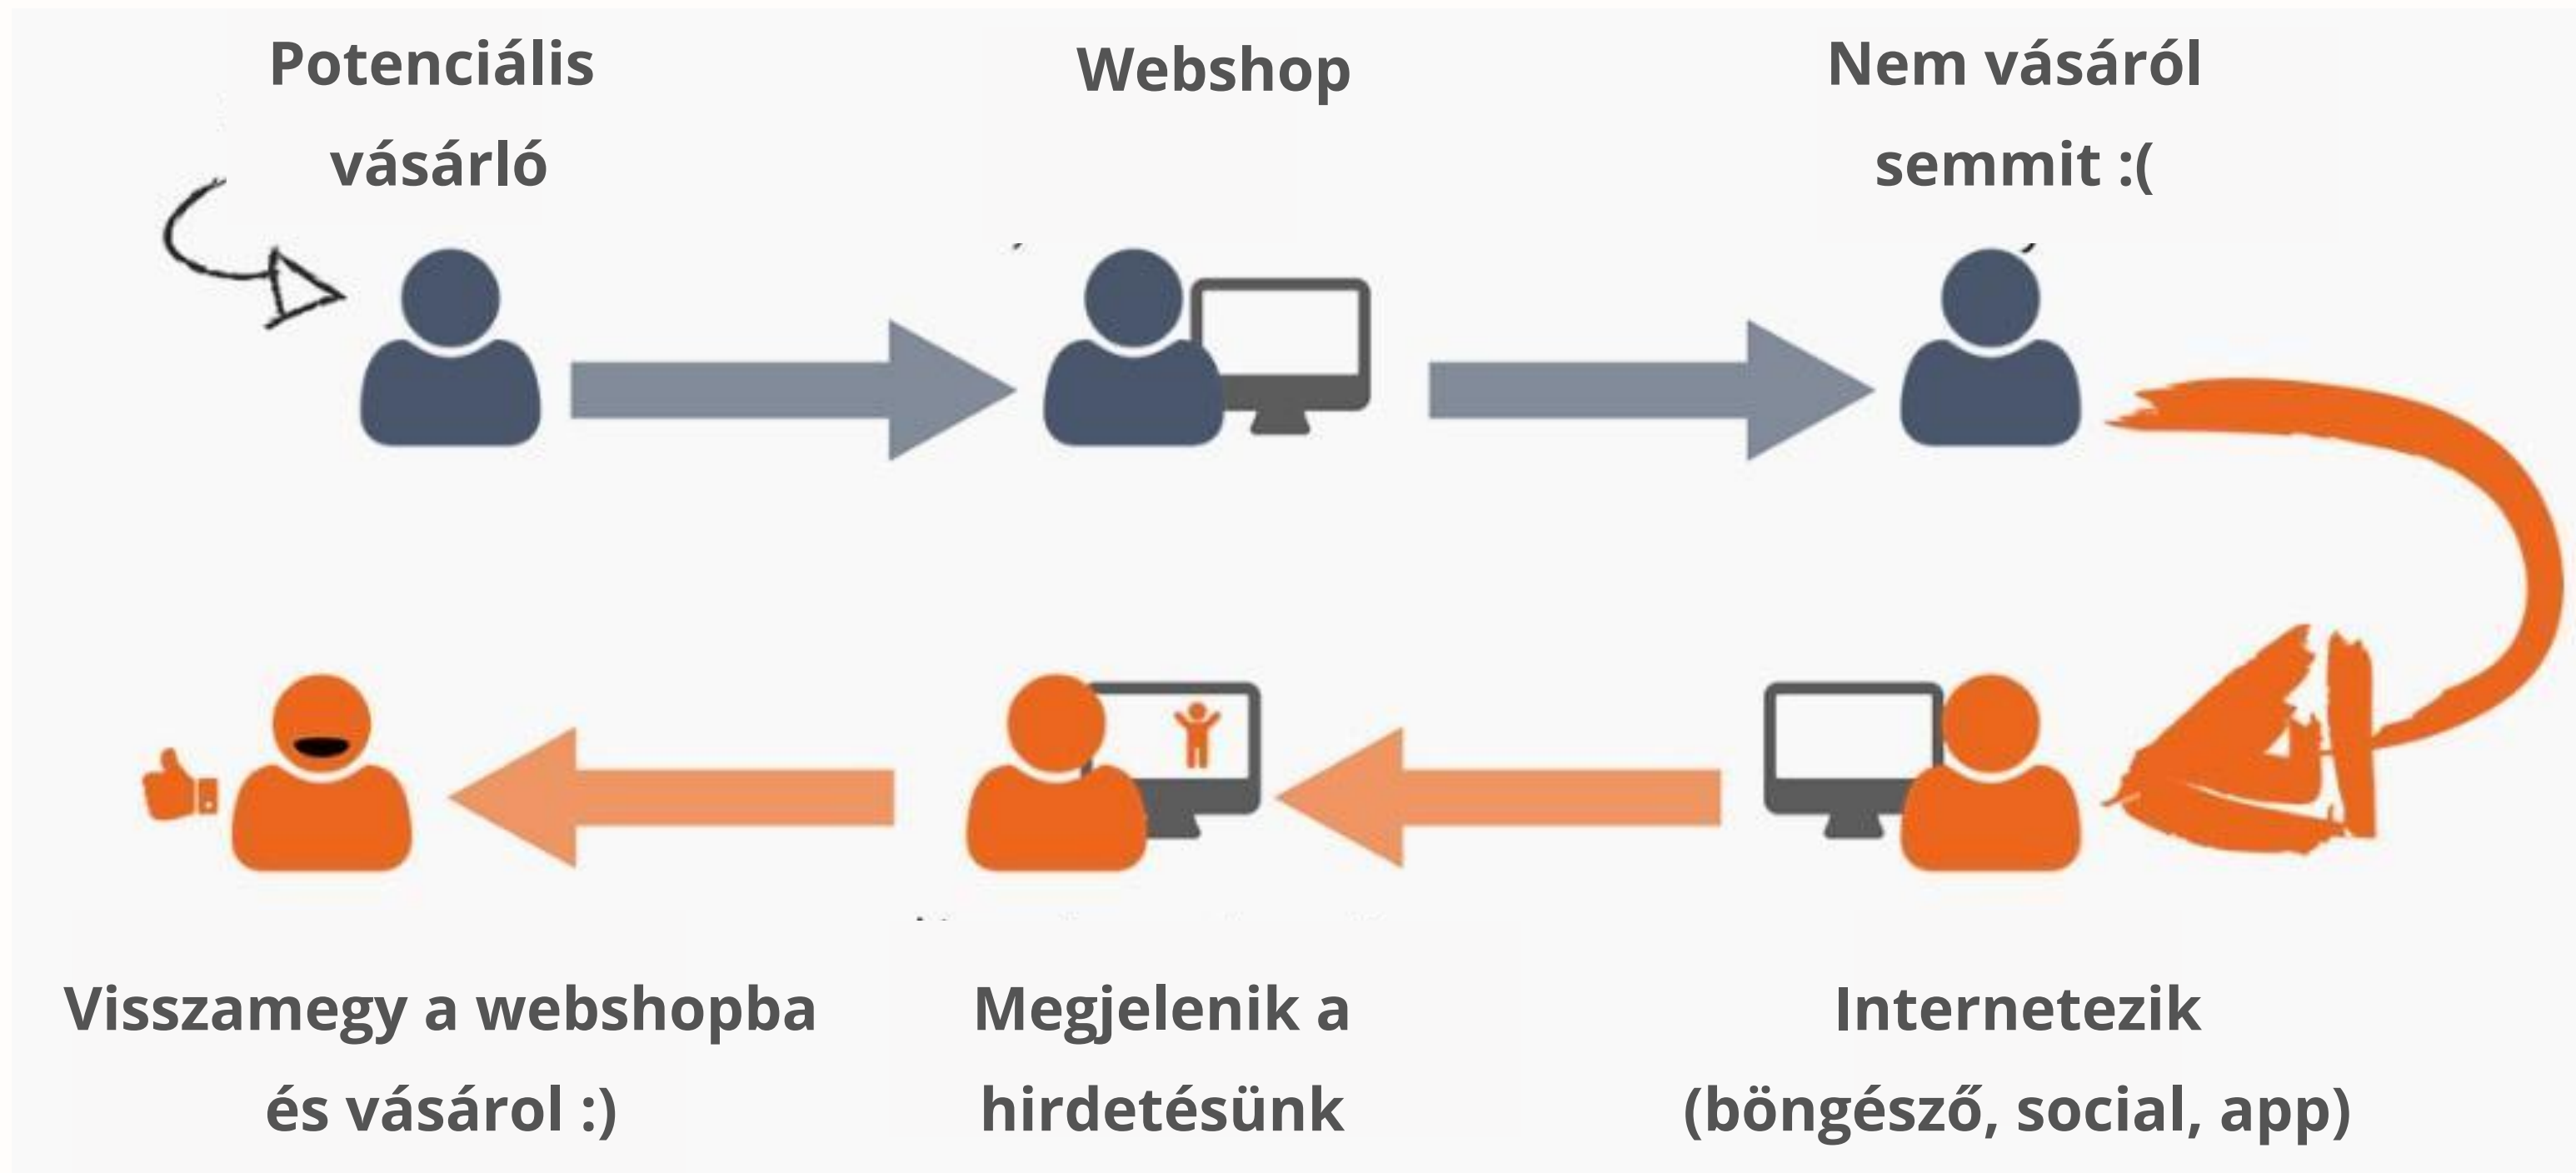 Potenciális
vásárló
Webshop
Nem vásáról
semmit :(
Visszamegy a webshopba
és vásárol :)
Megjelenik a
hirdetésünk
Internetezik
(böngésző, social, app)